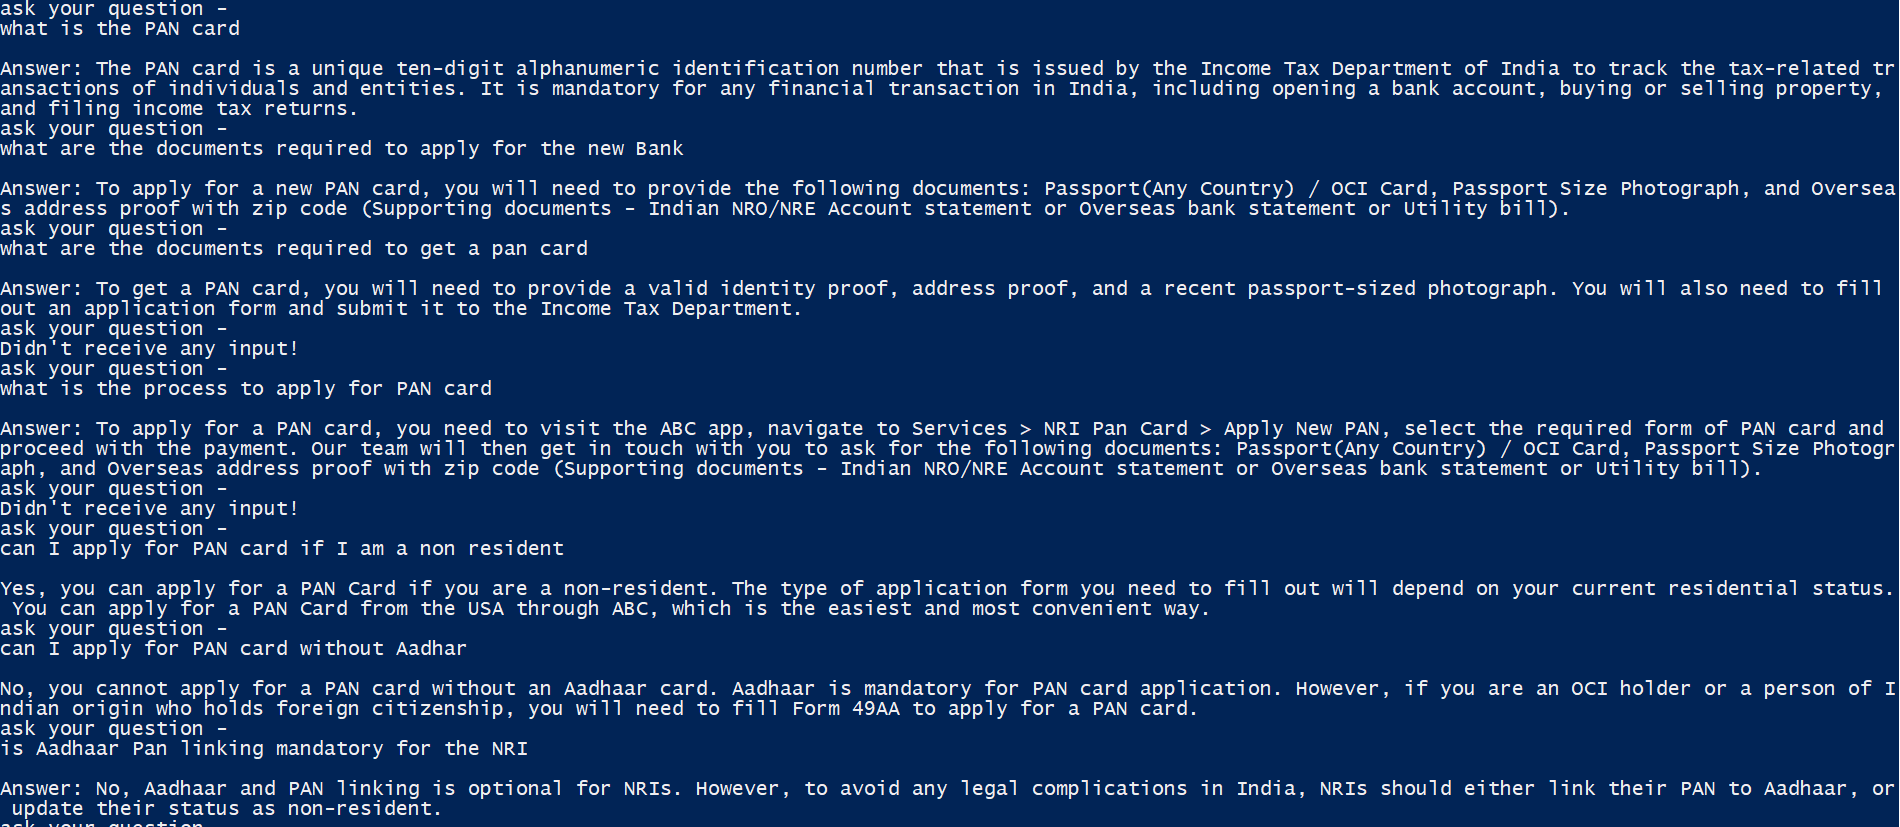 ask your question -
what is the PAN card
Answer: The PAN card is a unique ten-digit alphanumeric identification number that is issued by the Income Tax Department of India to track the tax-related tr
ansactions of individuals and entities. It is mandatory for any financial transaction in India, including opening a bank account, buying or selling property,
and filing income tax returns.
ask your question -
what are the documents required to apply for the new Bank
Answer: To apply for a new PAN card, you will need to provide the following documents: Passport(Any Country) / OCI Card, Passport Size Photograph, and Oversea
s address proof with zip code (Supporting documents - Indian NRO/NRE Account statement or Overseas bank statement or Utility bill).
ask your question -
what are the documents required to get a pan card
Answer: To get a PAN card, you will need to provide a valid identity proof, address proof, and a recent passport-sized photograph. You will also need to fill
out an application form and submit it to the Income Tax Department.
ask your question -
Didn't receive any input!
ask your question -
what is the process to apply for PAN card
Answer: To apply for a PAN card, you need to visit the ABC app, navigate to Services > NRI Pan Card > Apply New PAN, select the required form of PAN card and
proceed with the payment. Our team will then get in touch with you to ask for the following documents: Passport(Any Country) / OCI Card, Passport Size Photogr
aph, and Overseas address proof with zip code (Supporting documents - Indian NRO/NRE Account statement or Overseas bank statement or Utility bill).
ask your question -
Didn't receive any input!
ask your question -
can I apply for PAN card if I am a non resident
Yes, you can apply for a PAN Card if you are a non-resident. The type of application form you need to fill out will depend on your current residential status.
You can apply for a PAN Card from the USA through ABC, which is the easiest and most convenient way.
ask your question -
can I apply for PAN card without Aadhar
No, you cannot apply for a PAN card without an Aadhaar card. Aadhaar is mandatory for PAN card application. However, if you are an OCI holder or a person of I
ndian origin who holds foreign citizenship, you will need to fill Form 49AA to apply for a PAN card.
ask your question -
is Aadhaar Pan linking mandatory for the NRI
Answer: No, Aadhaar and PAN linking is optional for NRIs. However, to avoid any legal complications in India, NRIs should either link their PAN to Aadhaar, or
update their status as non-resident.
ask your question